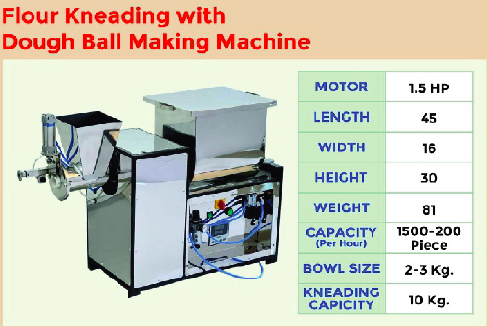 Flour Kneading with
Dough Ball Making Machine
MOTOR 1.5 HP
LENGTH 45
WIDTH 16
HEIGHT 30
WEIGHT 81
CAPACITY (Per Hour) 1500-200 Piece
BOWL SIZE 2-3 Kg.
KNEADING CAPICITY 10 Kg.